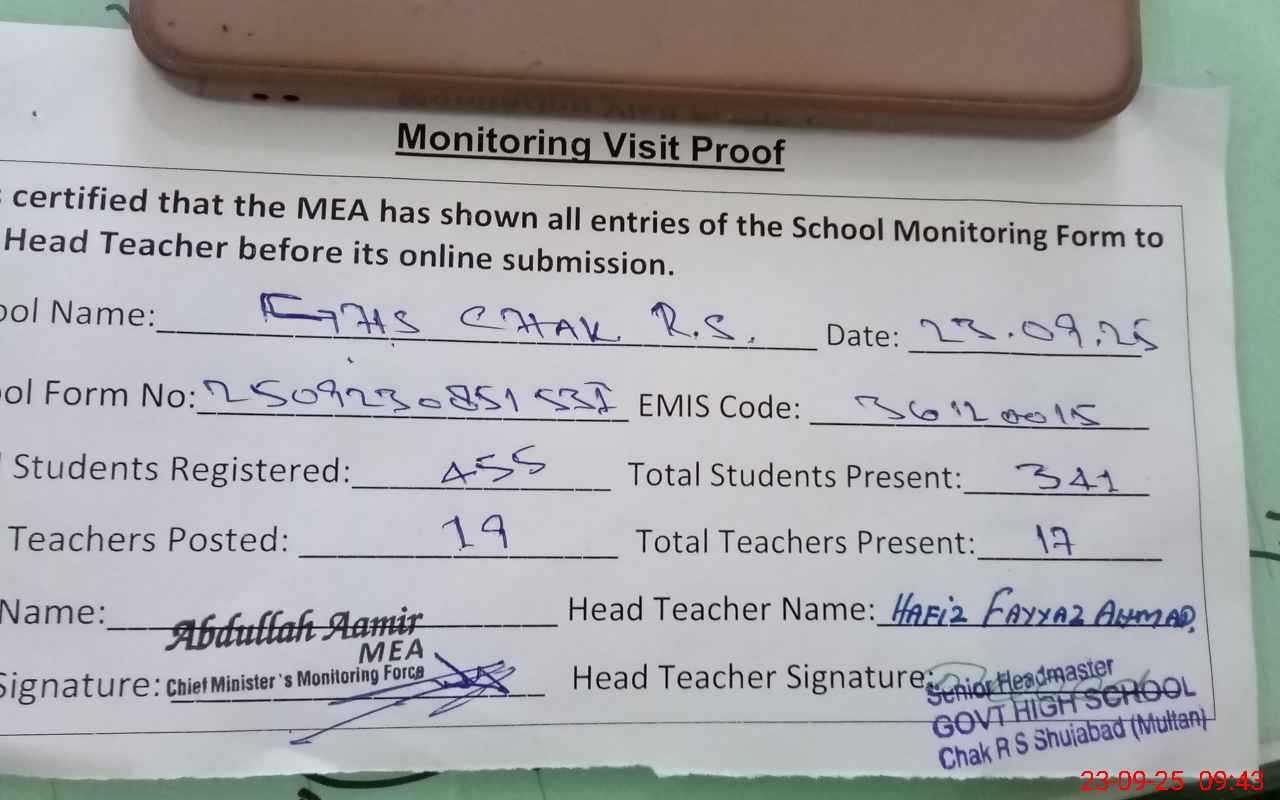 Monitoring Visit Proof
certified that the MEA has shown all entries of the School Monitoring Form to
Head Teacher before its online submission.
ool Name: GHS CHAK R.S. Date: 23.09.25
ool Form No: EMIS Code: 36120015
Students Registered: 455 Total Students Present: 341
Teachers Posted: 19 Total Teachers Present: 17
Name: Abdullah Aamir Head Teacher Name: HAFIZ FAYYAZ AHMAD.
MEA
Signature: Chief Minister's Monitoring Force Head Teacher Signature:
Senior Headmaster
GOVT HIGH SCHOOL
Chak R S Shujabad (Multan)
23-09-25 09:43